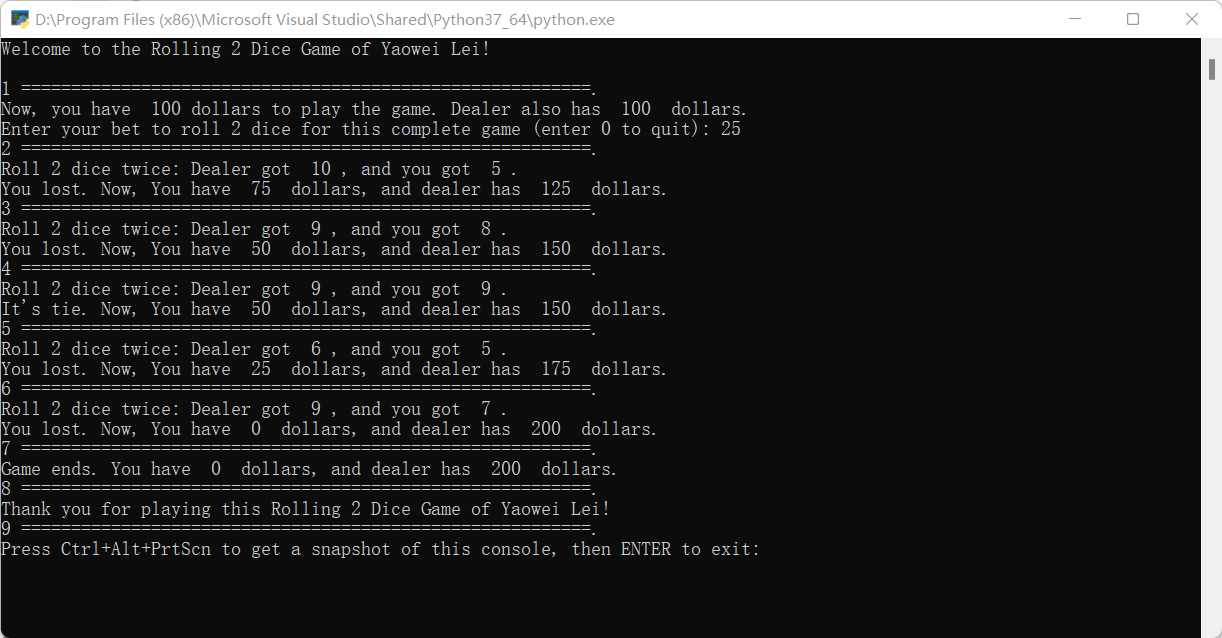 D:\Program Files (x86)\Microsoft Visual Studio\Shared\Python37_64\python.exe
Welcome to the Rolling 2 Dice Game of Yaowei Lei!
1 =========================================================.
Now, you have  100 dollars to play the game. Dealer also has  100  dollars.
Enter your bet to roll 2 dice for this complete game (enter 0 to quit): 25
2 =========================================================.
Roll 2 dice twice: Dealer got  10 , and you got  5 .
You lost. Now, You have  75  dollars, and dealer has  125  dollars.
3 =========================================================.
Roll 2 dice twice: Dealer got  9 , and you got  8 .
You lost. Now, You have  50  dollars, and dealer has  150  dollars.
4 =========================================================.
Roll 2 dice twice: Dealer got  9 , and you got  9 .
It's tie. Now, You have  50  dollars, and dealer has  150  dollars.
5 =========================================================.
Roll 2 dice twice: Dealer got  6 , and you got  5 .
You lost. Now, You have  25  dollars, and dealer has  175  dollars.
6 =========================================================.
Roll 2 dice twice: Dealer got  9 , and you got  7 .
You lost. Now, You have  0  dollars, and dealer has  200  dollars.
7 =========================================================.
Game ends. You have  0  dollars, and dealer has  200  dollars.
8 =========================================================.
Thank you for playing this Rolling 2 Dice Game of Yaowei Lei!
9 =========================================================.
Press Ctrl+Alt+PrtScn to get a snapshot of this console, then ENTER to exit: